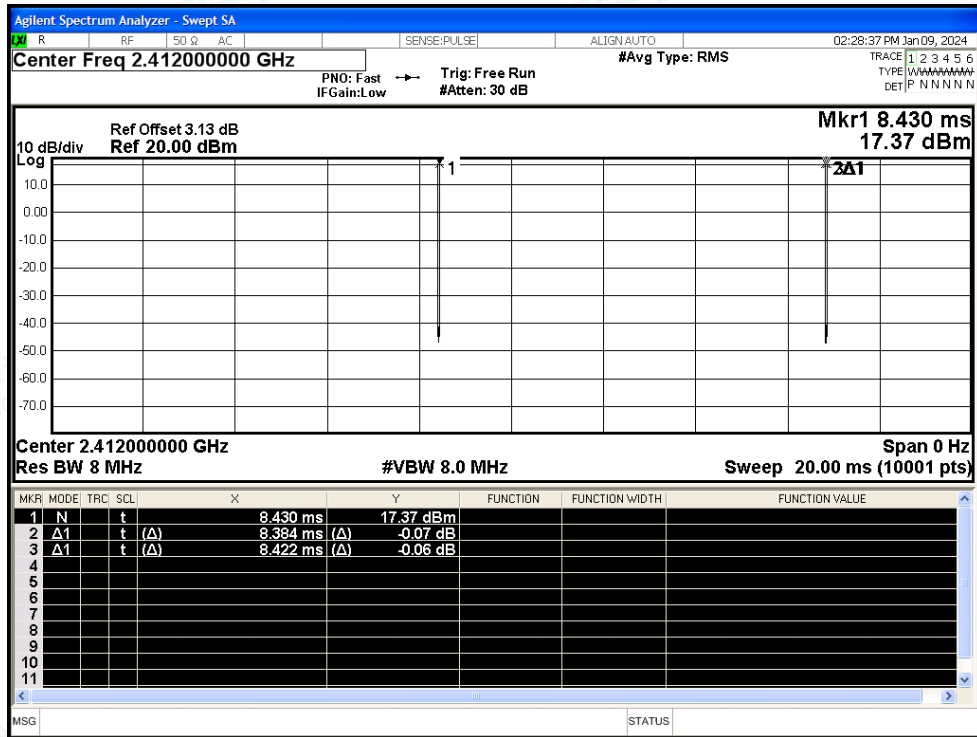 Agilent Spectrum Analyzer - Swept SA
LXI R RF 50 Ω AC SENSE:PULSE ALIGN AUTO 02:28:37 PM Jan 09, 2024
Center Freq 2.412000000 GHz #Avg Type: RMS TRACE 1 2 3 4 5 6
PNO: Fast Trig: Free Run TYPE
IFGain:Low #Atten: 30 dB DET P N N N N N
Mkr1 8.430 ms
Ref Offset 3.13 dB
10 dB/div Ref 20.00 dBm 17.37 dBm
Log
1
10.0
0.00
-10.0
-20.0
-30.0
-40.0
-50.0
-60.0
-70.0
Center 2.412000000 GHz Span 0 Hz
Res BW 8 MHz #VBW 8.0 MHz Sweep 20.00 ms (10001 pts)
MKR MODE TRC SCL X Y FUNCTION FUNCTION WIDTH FUNCTION VALUE
1 N t 8.430 ms 17.37 dBm
2 Δ1 t (Δ) 8.384 ms (Δ) -0.07 dB
3 Δ1 t (Δ) 8.422 ms (Δ) -0.06 dB
4
5
6
7
8
9
10
11
MSG STATUS